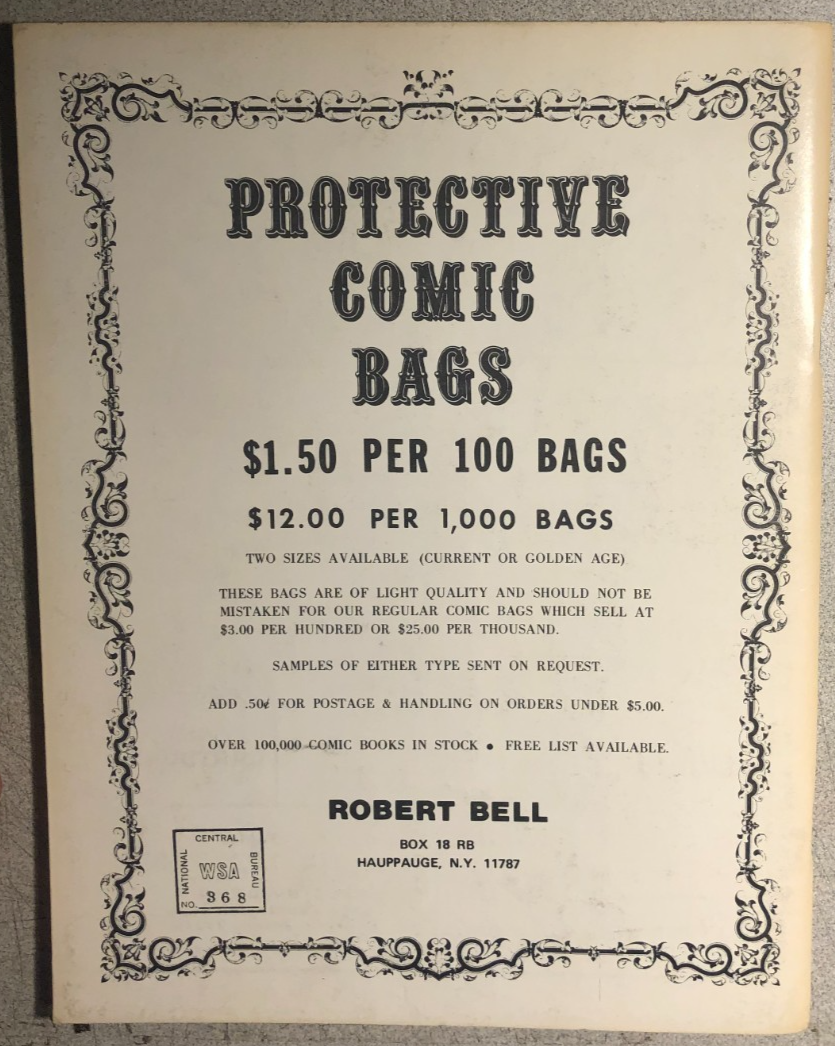 PROTECTIVE
COMIC
BAGS
$1.50 PER 100 BAGS
$12.00 PER 1,000 BAGS
TWO SIZES AVAILABLE (CURRENT OR GOLDEN AGE)
THESE BAGS ARE OF LIGHT QUALITY AND SHOULD NOT BE
MISTAKEN FOR OUR REGULAR COMIC BAGS WHICH SELL AT
$3.00 PER HUNDRED OR $25.00 PER THOUSAND.
SAMPLES OF EITHER TYPE SENT ON REQUEST.
ADD .50¢ FOR POSTAGE & HANDLING ON ORDERS UNDER $5.00.
OVER 100,000 COMIC BOOKS IN STOCK • FREE LIST AVAILABLE.
ROBERT BELL
BOX 18 RB
HAUPPAUGE, N.Y. 11787
CENTRAL
NATIONAL
WSA
BUREAU
NO. 368